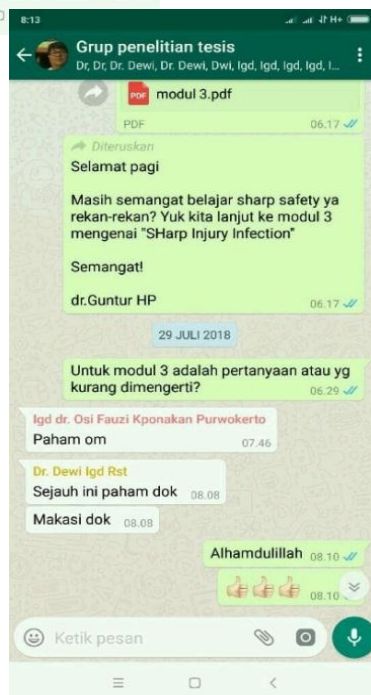 8:13
H+
Grup penelitian tesis
Dr, Dr, Dr. Dewi, Dr. Dewi, Dwi, Igd, Igd, Igd, Igd, I...
PDF modul 3.pdf
PDF 06.17
Diteruskan
Selamat pagi
Masih semangat belajar sharp safety ya
rekan-rekan? Yuk kita lanjut ke modul 3
mengenai "SHarp Injury Infection"
Semangat!
dr.Guntur HP 06.17
29 JULI 2018
Untuk modul 3 adalah pertanyaan atau yg
kurang dimengerti? 06.29
Igd dr. Osi Fauzi Kponakan Purwokerto
Paham om 07.46
Dr. Dewi Igd Rst
Sejauh ini paham dok 08.08
Makasi dok 08.08
Alhamdulillah 08.10
08.10
Ketik pesan